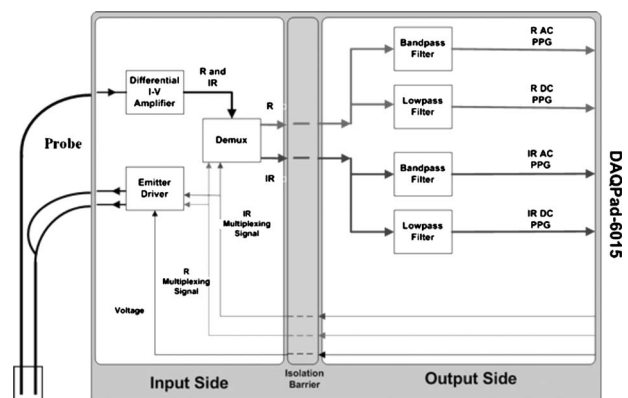 R AC
PPG
Bandpass
Filter
R and
IR
Differential
I-V
Amplifier
R DC
PPG
Lowpass
Filter
R
Probe
Demux
IR AC
PPG
Bandpass
Filter
IR
Emitter
Driver
IR DC
PPG
Lowpass
Filter
IR
Multiplexing
Signal
R
Multiplexing
Signal
Voltage
DAQPad-6015
Input Side
Isolation
Barrier
Output Side